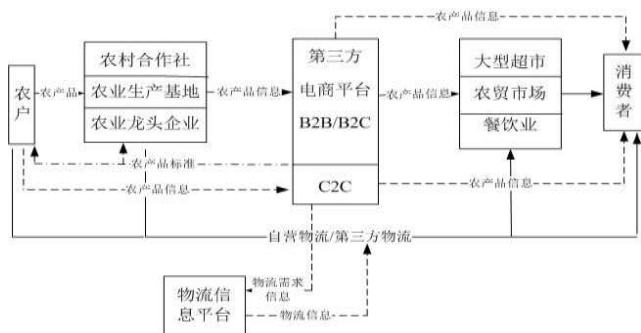 农产品信息
农户
农产品
农村合作社
农业生产基地
农业龙头企业
农产品信息
第三方
电商平台
B2B/B2C
C2C
农产品信息
大型超市
农贸市场
餐饮业
消费者
农产品标准
农产品信息
农产品信息
自营物流/第三方物流
物流需求
信息
物流信
息平台
物流信息